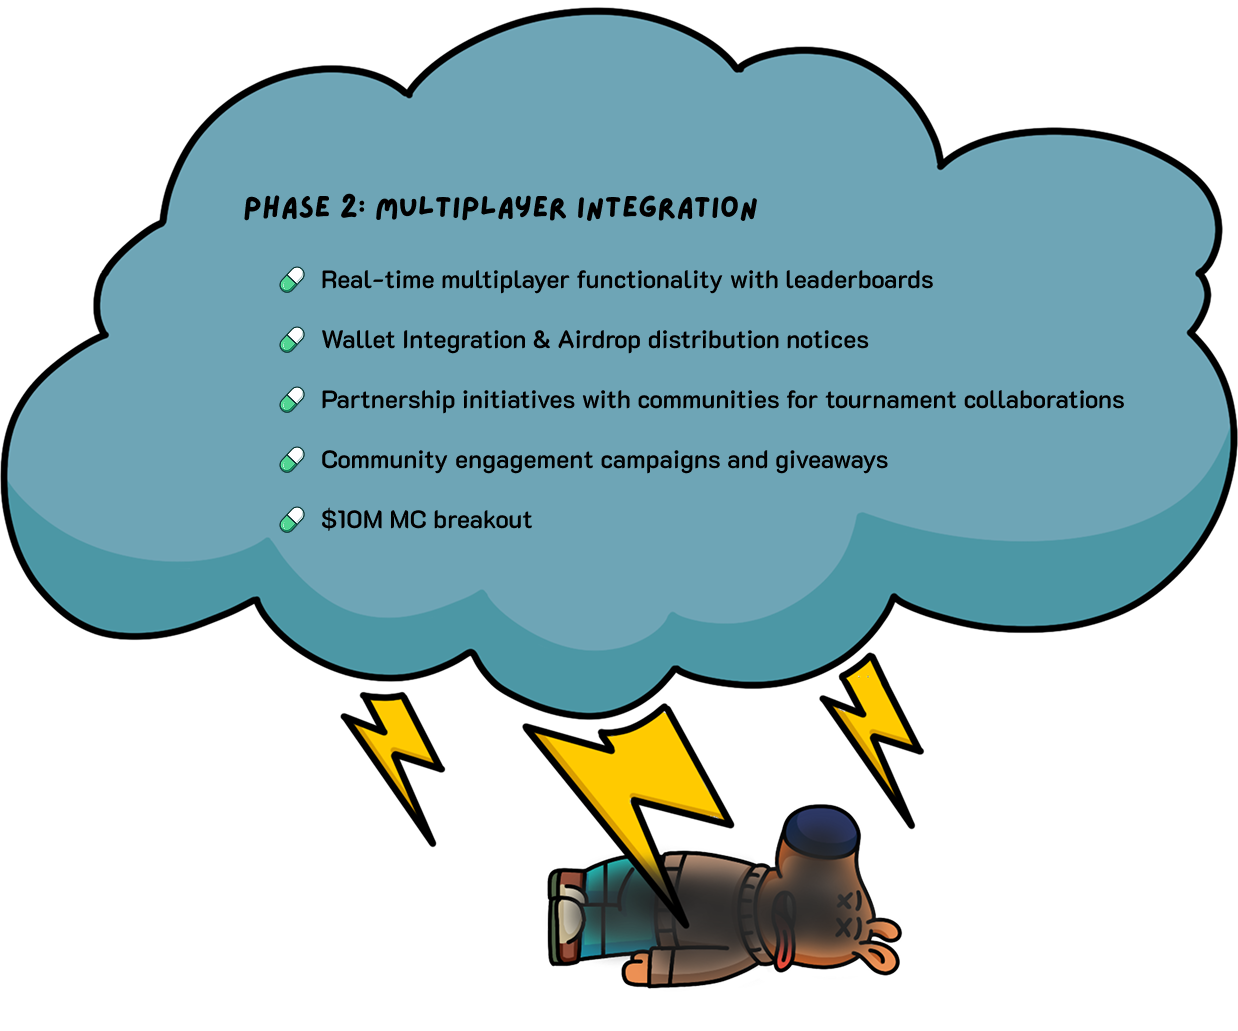 PHASE 2: MULTIPLAYER INTEGRATION
Real-time multiplayer functionality with leaderboards
Wallet Integration & Airdrop distribution notices
Partnership initiatives with communities for tournament collaborations
Community engagement campaigns and giveaways
$10M MC breakout